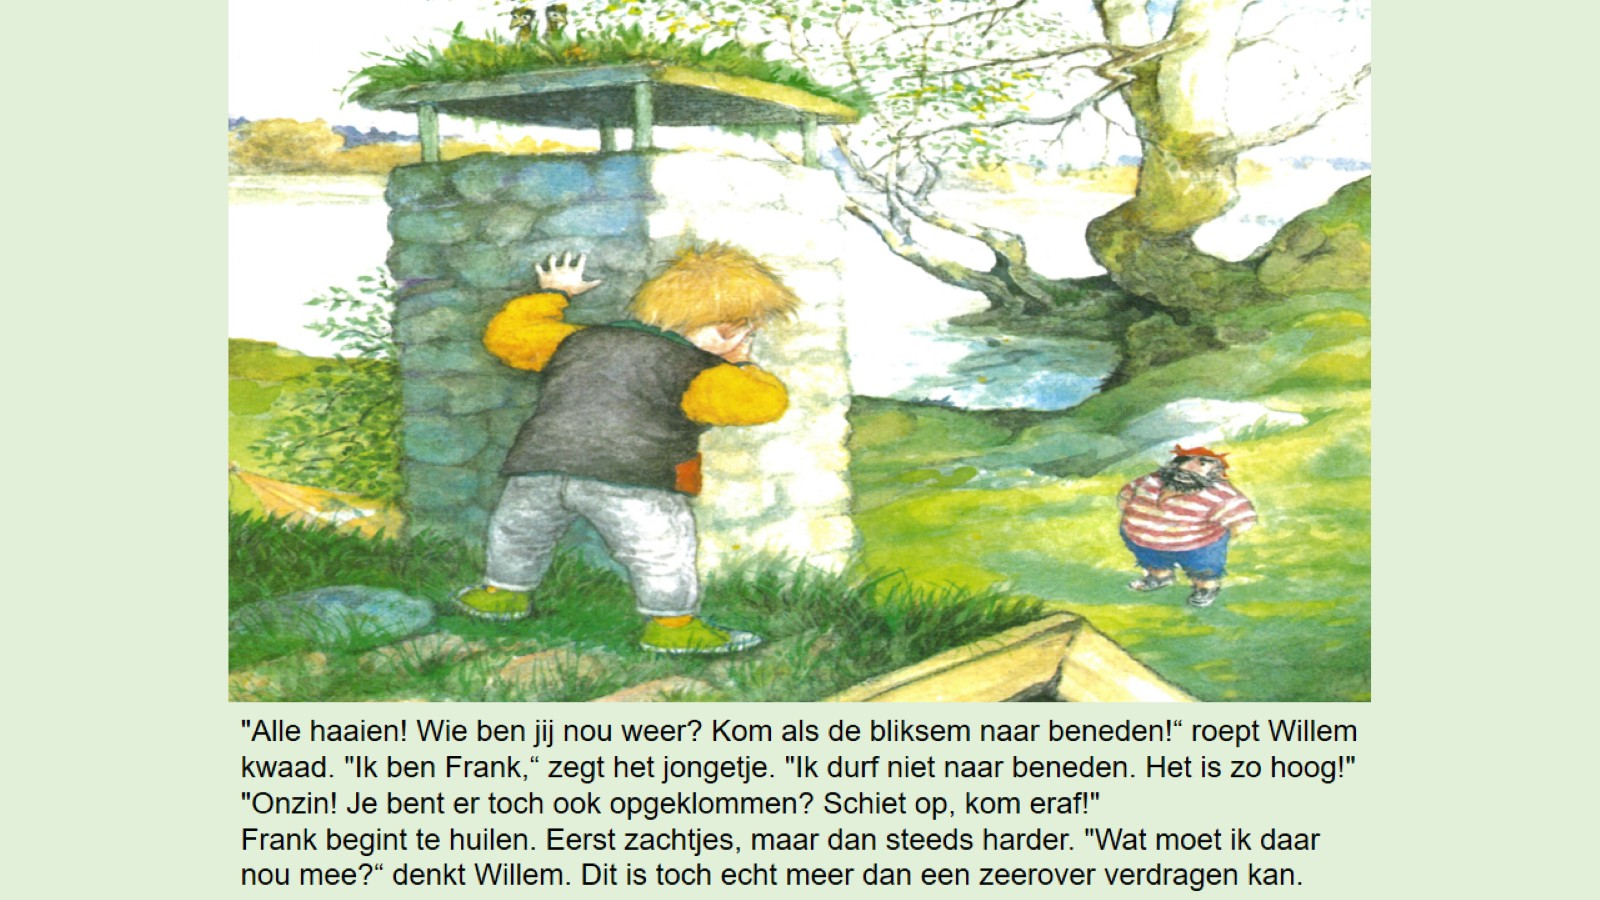 "Alle haaien! Wie ben jij nou weer? Kom als de bliksem naar beneden!“ roept Willem
kwaad. "Ik ben Frank,“ zegt het jongetje. "Ik durf niet naar beneden. Het is zo hoog!"
"Onzin! Je bent er toch ook opgeklommen? Schiet op, kom eraf!"
Frank begint te huilen. Eerst zachtjes, maar dan steeds harder. "Wat moet ik daar
nou mee?“ denkt Willem. Dit is toch echt meer dan een zeerover verdragen kan.